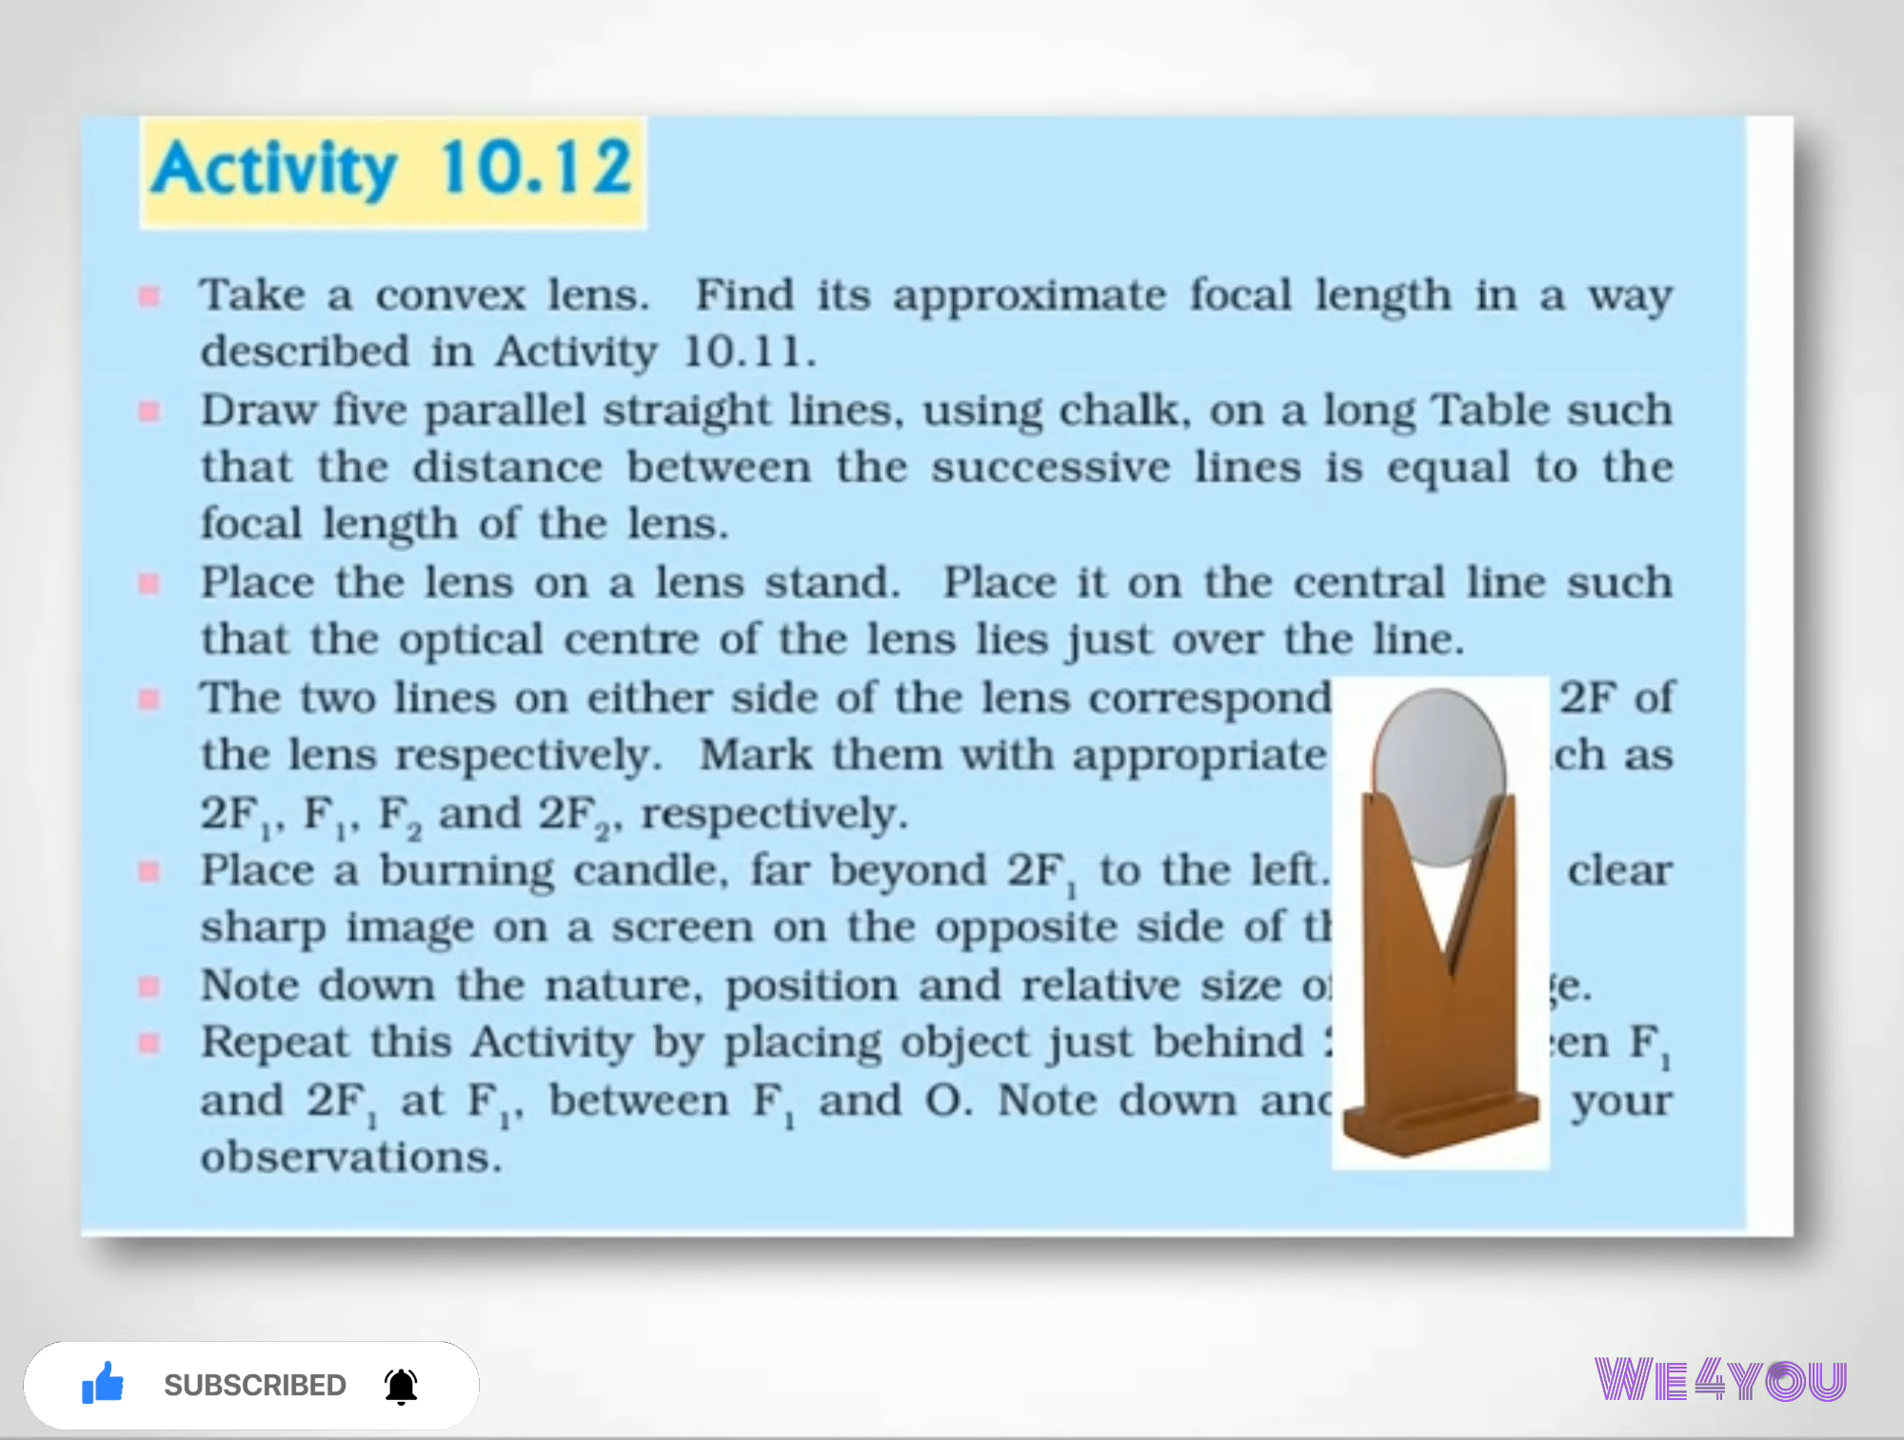 Activity 10.12
Take a convex lens. Find its approximate focal length in a way
described in Activity 10.11.
Draw five parallel straight lines, using chalk, on a long Table such
that the distance between the successive lines is equal to the
focal length of the lens.
Place the lens on a lens stand. Place it on the central line such
that the optical centre of the lens lies just over the line.
The two lines on either side of the lens correspond 2F of
the lens respectively. Mark them with appropriate as
2F₁, F₁, F₂ and 2F₂, respectively.
Place a burning candle, far beyond 2F₁ to the left. clear
sharp image on a screen on the opposite side of
Note down the nature, position and relative size
Repeat this Activity by placing object just behind F₁
and 2F₁ at F₁, between F₁ and O. Note down your
observations.
SUBSCRIBED
WE4YOU